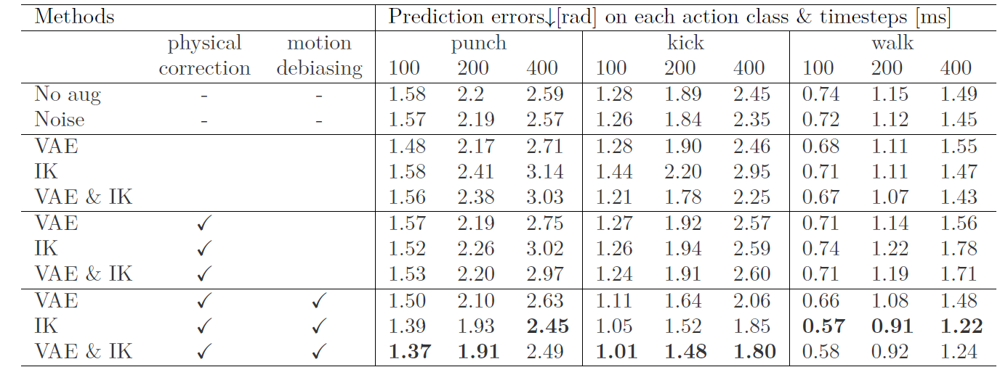 Methods Prediction errors↓[rad] on each action class & timesteps [ms]
physical motion punch kick walk
correction debiasing 100 200 400 100 200 400 100 200 400
No aug - - 1.58 2.2 2.59 1.28 1.89 2.45 0.74 1.15 1.49
Noise - - 1.57 2.19 2.57 1.26 1.84 2.35 0.72 1.12 1.45
VAE 1.48 2.17 2.71 1.28 1.90 2.46 0.68 1.11 1.55
IK 1.58 2.41 3.14 1.44 2.20 2.95 0.71 1.11 1.47
VAE & IK 1.56 2.38 3.03 1.21 1.78 2.25 0.67 1.07 1.43
VAE ✓ 1.57 2.19 2.75 1.27 1.92 2.57 0.71 1.14 1.56
IK ✓ 1.52 2.26 3.02 1.26 1.94 2.59 0.74 1.22 1.78
VAE & IK ✓ 1.53 2.20 2.97 1.24 1.91 2.60 0.71 1.19 1.71
VAE ✓ ✓ 1.50 2.10 2.63 1.11 1.64 2.06 0.66 1.08 1.48
IK ✓ ✓ 1.39 1.93 2.45 1.05 1.52 1.85 0.57 0.91 1.22
VAE & IK ✓ ✓ 1.37 1.91 2.49 1.01 1.48 1.80 0.58 0.92 1.24